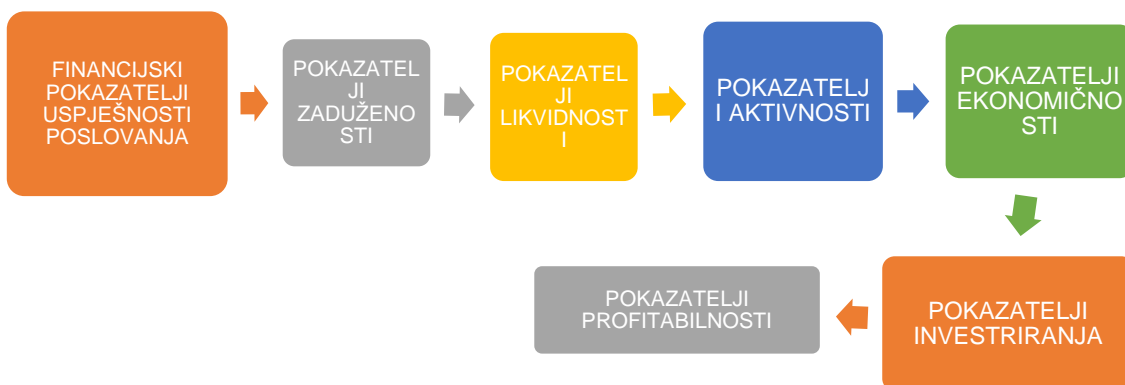 FINANCIJSKI
POKAZATELJI
USPJEŠNOSTI
POSLOVANJA
POKAZATEL
JI
ZADUŽENO
STI
POKAZATEL
JI
LIKVIDNOST
I
POKAZATELJ
I AKTIVNOSTI
POKAZATELJI
EKONOMIČNO
STI
POKAZATELJI
INVESTRIRANJA
POKAZATELJI
PROFITABILNOSTI